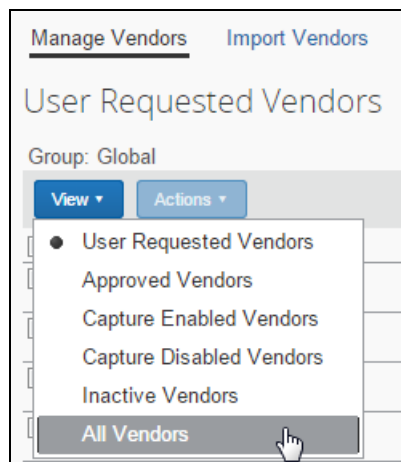 Manage Vendors Import Vendors
User Requested Vendors
Group: Global
View Actions
User Requested Vendors
Approved Vendors
Capture Enabled Vendors
Capture Disabled Vendors
Inactive Vendors
All Vendors